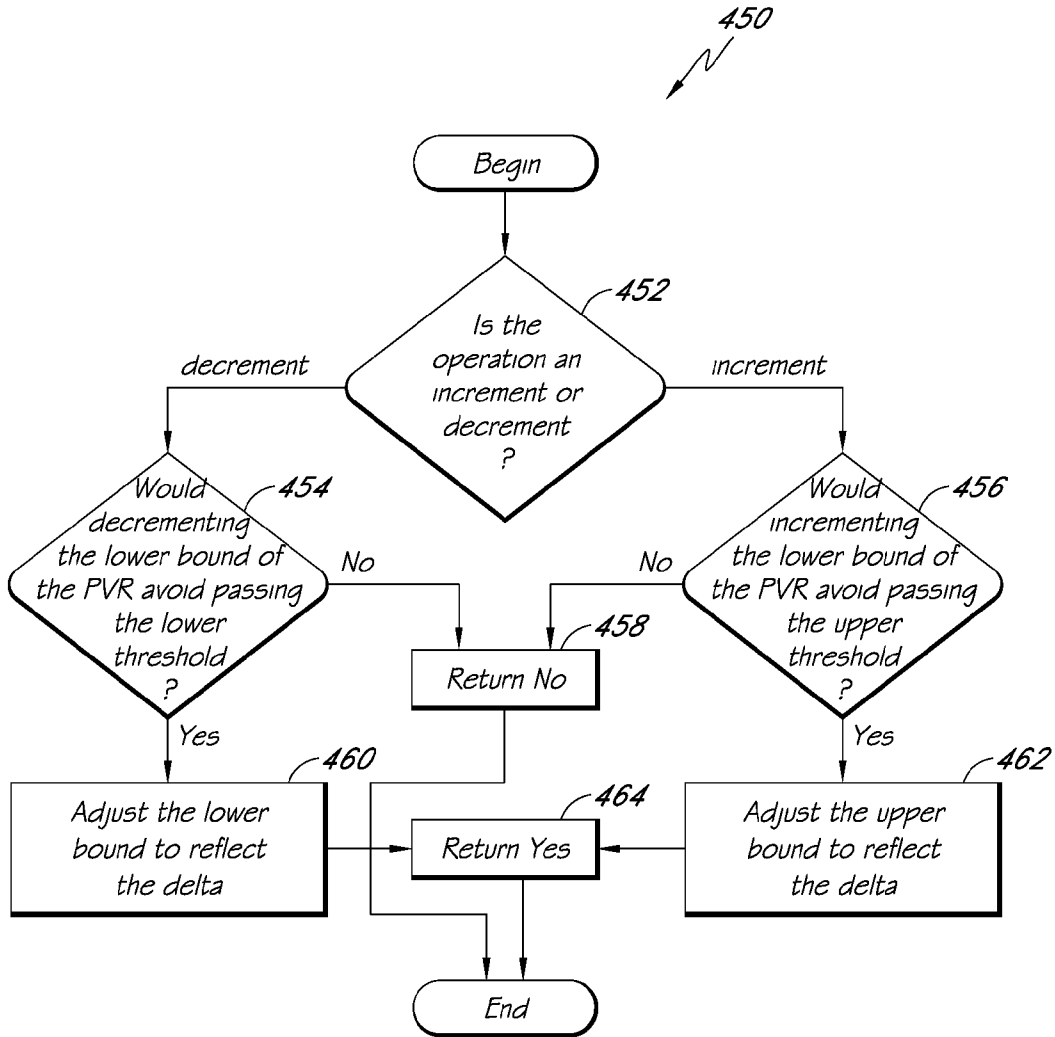 450
Begin
452
Is the
operation an
increment or
decrement
?
decrement
increment
454
Would
decrementing
the lower bound of
the PVR avoid passing
the lower
threshold
?
456
Would
incrementing
the lower bound of
the PVR avoid passing
the upper
threshold
?
No
No
458
Return No
Yes
Yes
460
Adjust the lower
bound to reflect
the delta
464
Return Yes
462
Adjust the upper
bound to reflect
the delta
End